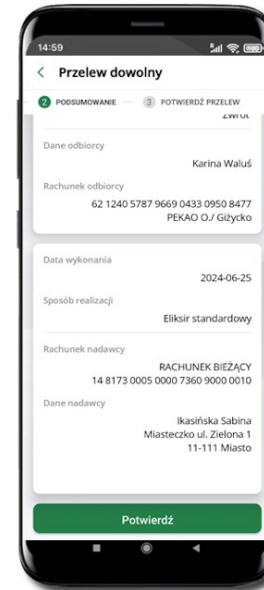 14:59
Przelew dowolny
2 PODSUMOWANIE 3 POTWIERDŹ PRZELEW
Zwrot
Dane odbiorcy
Karina Waluś
Rachunek odbiorcy
62 1240 5787 9669 0433 0950 8477
PEKAO O./ Giżycko
Data wykonania
2024-06-25
Sposób realizacji
Eliksir standardowy
Rachunek nadawcy
RACHUNEK BIEŻĄCY
14 8173 0005 0000 7360 9000 0010
Dane nadawcy
Ikasińska Sabina
Miasteczko ul. Zielona 1
11-111 Miasto
Potwierdź